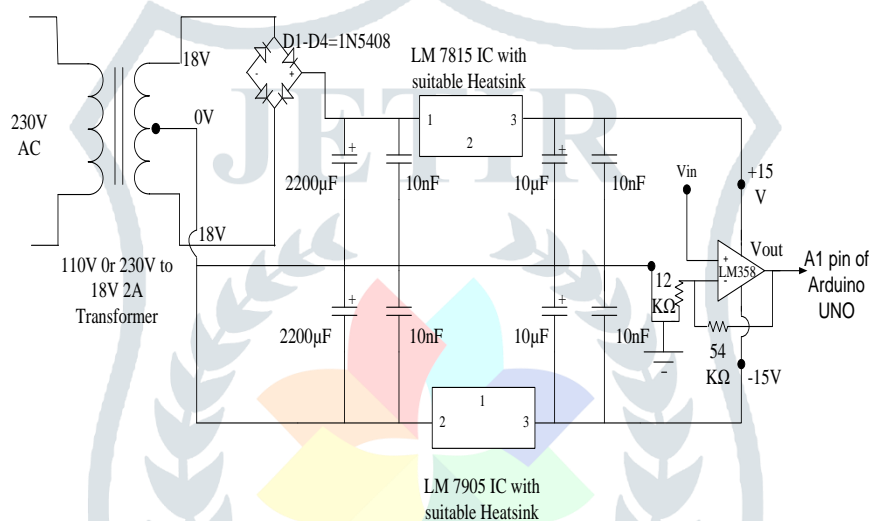 JETIR
18V
D1-D4=1N5408
-
+
LM 7815 IC with
suitable Heatsink
230V
AC
0V
1
3
2
+
+
2200µF
10nF
10µF
10nF
Vin
+15
V
18V
110V 0r 230V to
18V 2A
Transformer
12
KΩ
+
LM358
-
Vout
A1 pin of
Arduino
UNO
+
+
2200µF
10nF
10µF
10nF
54
KΩ
-15V
1
2
3
LM 7905 IC with
suitable Heatsink